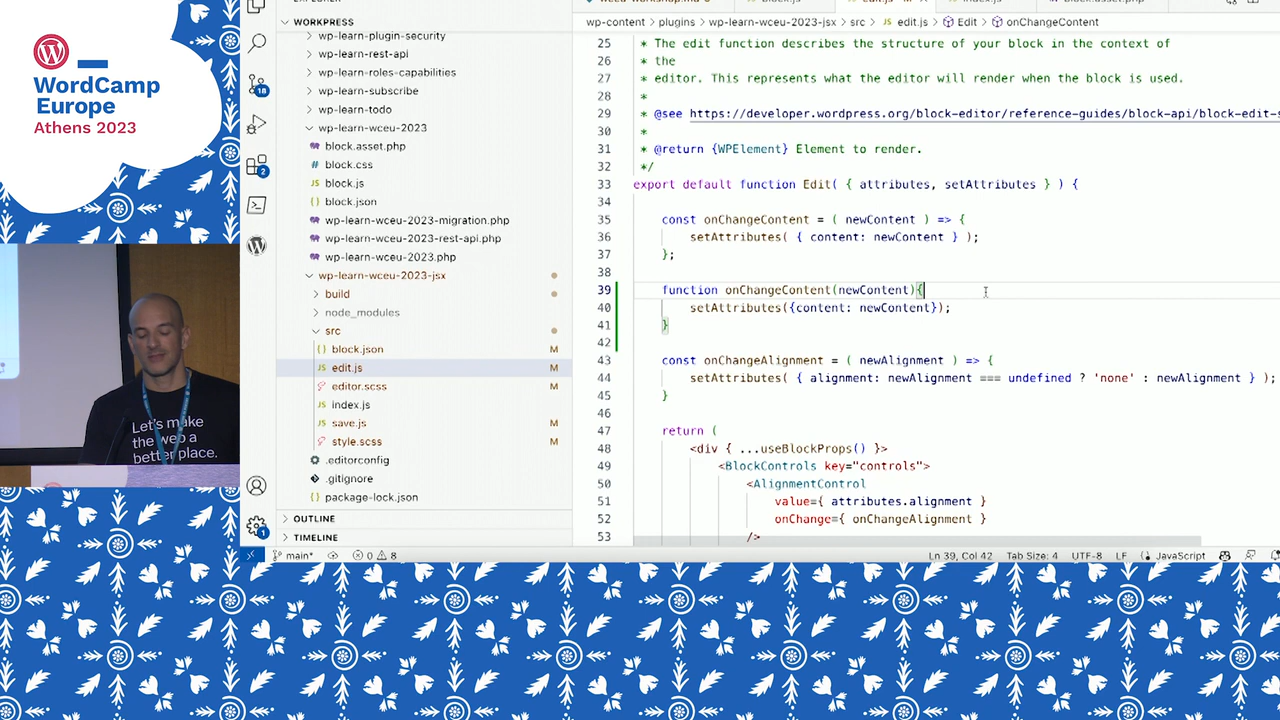 WordCamp
Europe
Athens 2023
Let's make
the web a
better place.
WORKPRESS
wp-learn-plugin-security
wp-learn-rest-api
wp-learn-roles-capabilities
wp-learn-subscribe
wp-learn-todo
wp-learn-wceu-2023
block.asset.php
block.css
block.js
block.json
wp-learn-wceu-2023-migration.php
wp-learn-wceu-2023-rest-api.php
wp-learn-wceu-2023.php
wp-learn-wceu-2023-jsx
build
node_modules
src
block.json M
edit.js M
editor.scss M
index.js
save.js M
style.scss M
.editorconfig
.gitignore
package-lock.json
OUTLINE
TIMELINE
18
2
1
wp-content > plugins > wp-learn-wceu-2023-jsx > src > JS edit.js > Edit > onChangeContent
25 * The edit function describes the structure of your block in the context of
26 * the
27 * editor. This represents what the editor will render when the block is used.
28 *
29 * @see https://developer.wordpress.org/block-editor/reference-guides/block-api/block-edit-s
30 *
31 * @return {WPElement} Element to render.
32 */
33 export default function Edit( { attributes, setAttributes } ) {
34
35 const onChangeContent = ( newContent ) => {
36 setAttributes( { content: newContent } );
37 };
38
39 function onChangeContent(newContent){
40 setAttributes({content: newContent});
41 }
42
43 const onChangeAlignment = ( newAlignment ) => {
44 setAttributes( { alignment: newAlignment === undefined ? 'none' : newAlignment } );
45 }
46
47 return (
48 <div { ...useBlockProps() }>
49 <BlockControls key="controls">
50 <AlignmentControl
51 value={ attributes.alignment }
52 onChange={ onChangeAlignment }
53 />
main* 0 8 Ln 39, Col 42 Tab Size: 4 UTF-8 LF JavaScript